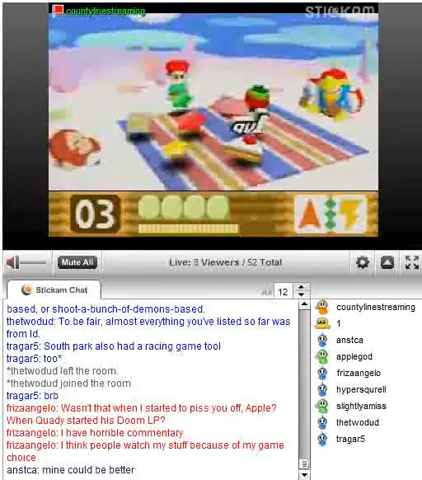 countylinestreaming
STICKAM
03
Mute All
Live: 8 Viewers / 52 Total
Stickam Chat
12
based, or shoot-a-bunch-of-demons-based.
thetwodud: To be fair, almost everything you've listed so far was
from Id.
tragar5: South park also had a racing game tool
tragar5: too*
*thetwodud left the room.
*thetwodud joined the room
tragar5: brb
frizaangelo: Wasn't that when I started to piss you off, Apple?
When Quady started his Doom LP?
frizaangelo: I have horrible commentary
frizaangelo: I think people watch my stuff because of my game
choice
anstca: mine could be better
countylinestreaming
1
anstca
applegod
frizaangelo
hypersqurell
slightlyamiss
thetwodud
tragar5